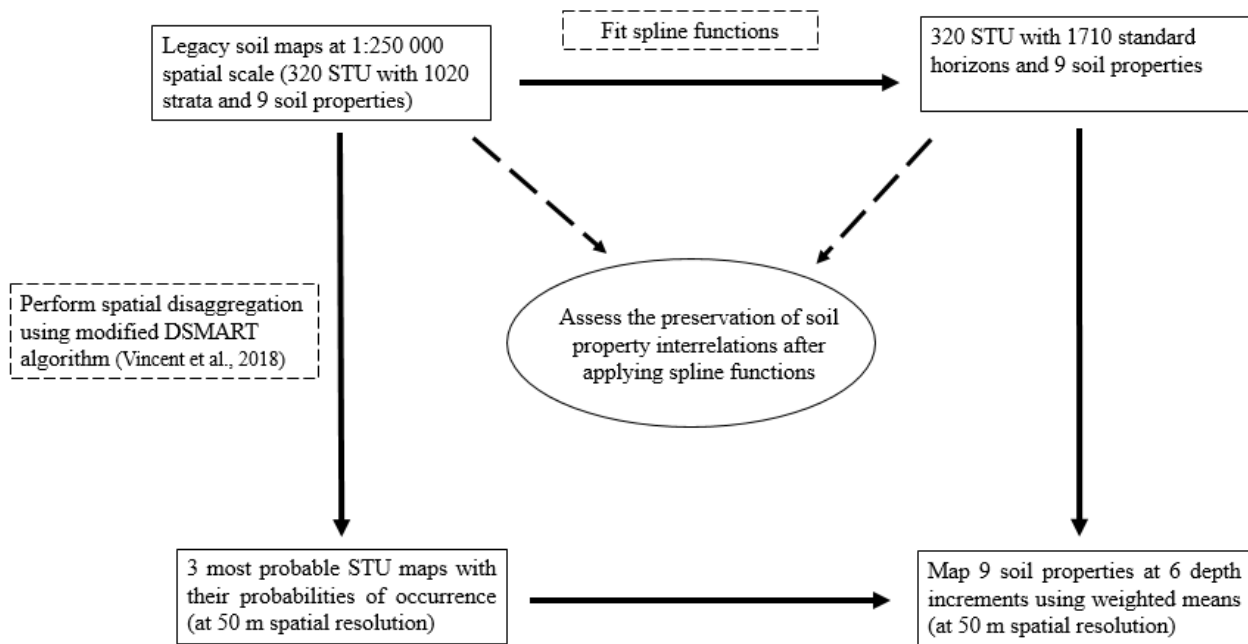 Legacy soil maps at 1:250 000
spatial scale (320 STU with 1020
strata and 9 soil properties)
Fit spline functions
320 STU with 1710 standard
horizons and 9 soil properties
Perform spatial disaggregation
using modified DSMART
algorithm (Vincent et al., 2018)
Assess the preservation of soil
property interrelations after
applying spline functions
3 most probable STU maps with
their probabilities of occurrence
(at 50 m spatial resolution)
Map 9 soil properties at 6 depth
increments using weighted means
(at 50 m spatial resolution)